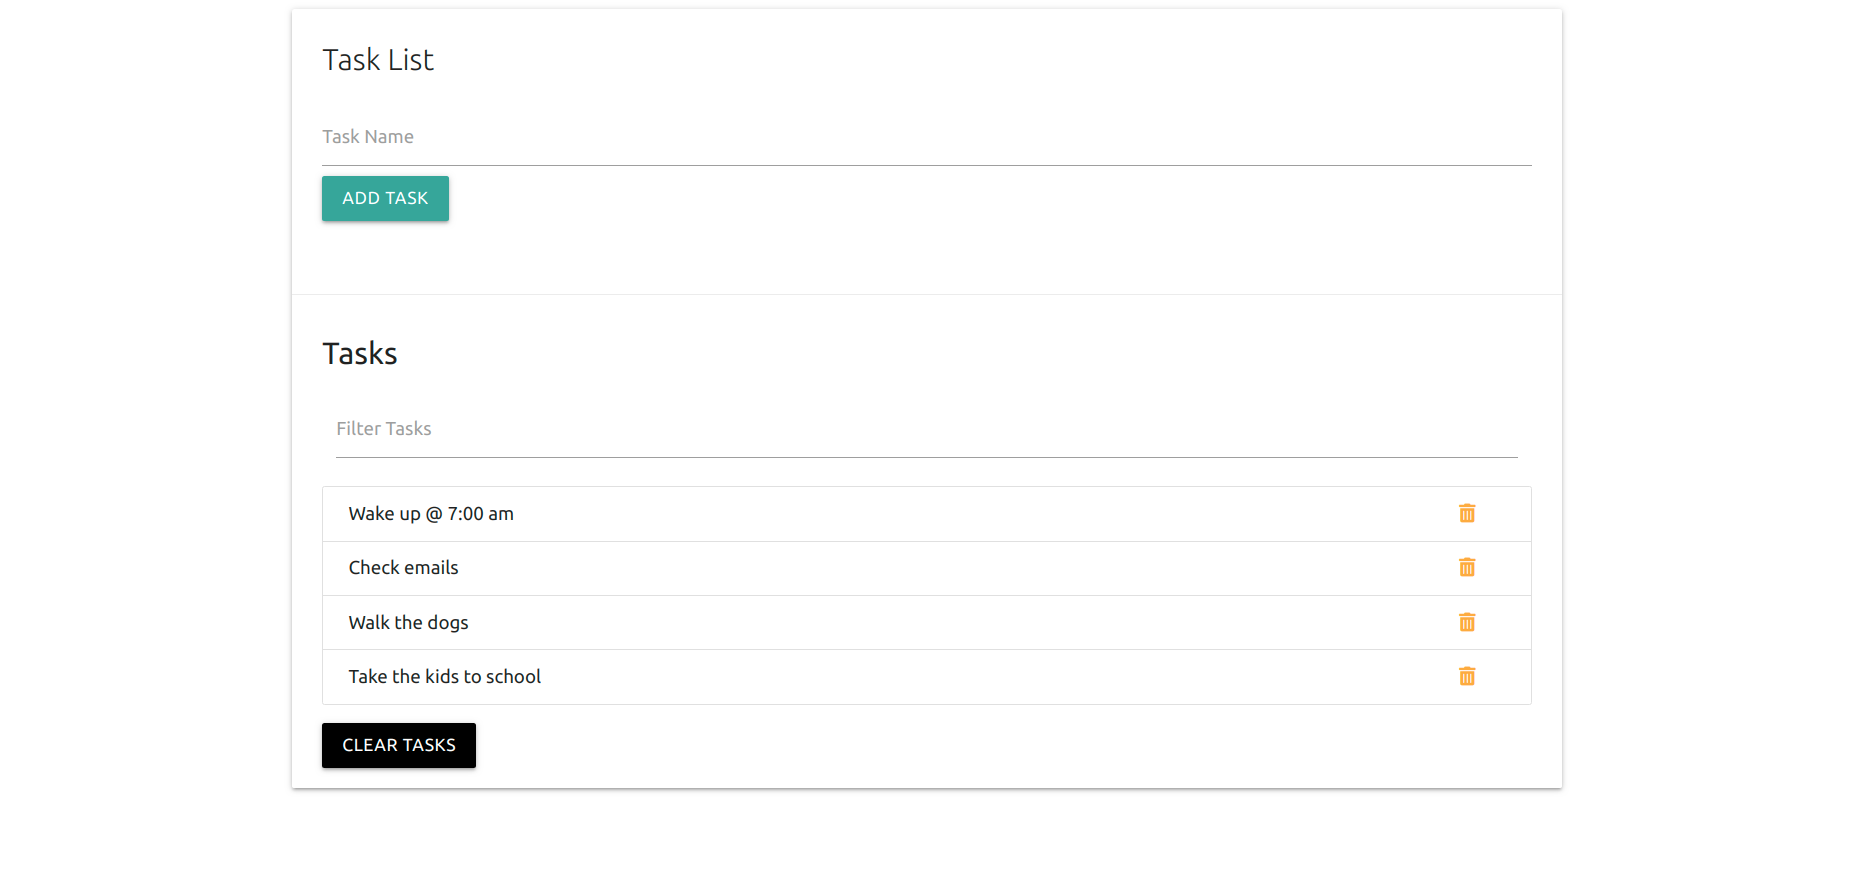 Task List
Task Name
ADD TASK
Tasks
Filter Tasks
Wake up @ 7:00 am
Check emails
Walk the dogs
Take the kids to school
CLEAR TASKS